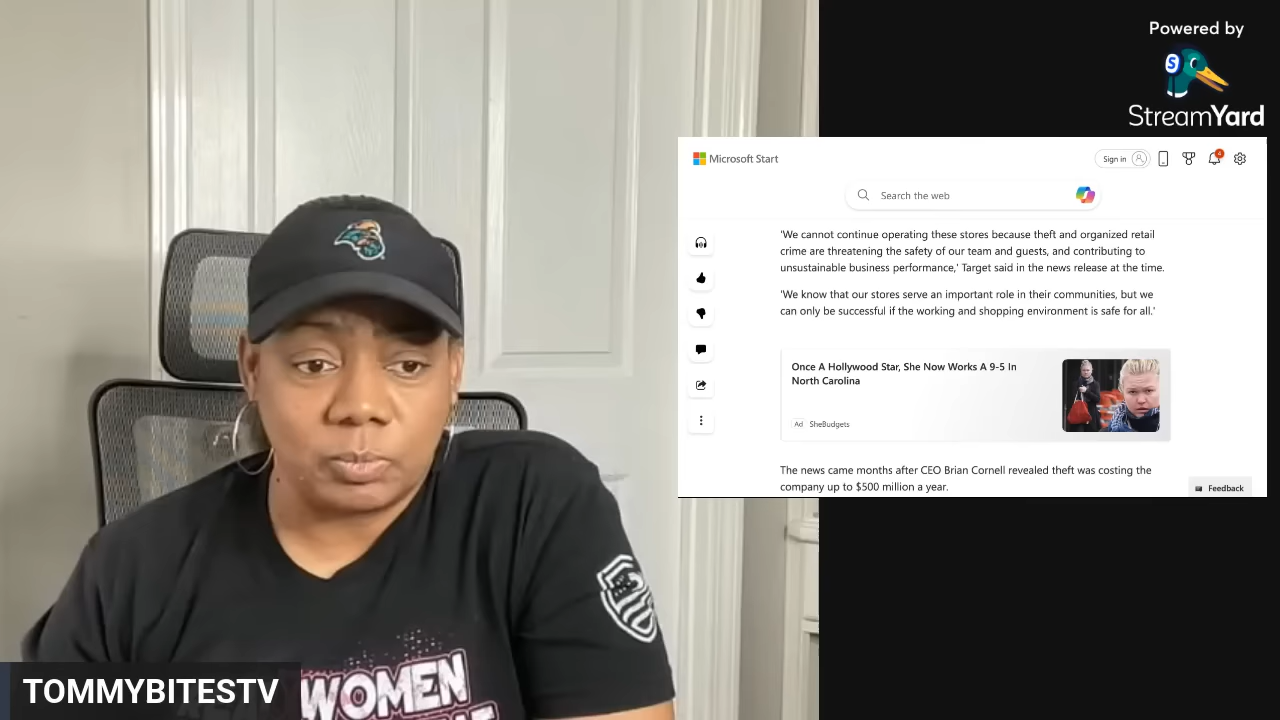 Powered by
StreamYard
Microsoft Start
Sign in
4
Search the web
'We cannot continue operating these stores because theft and organized retail
crime are threatening the safety of our team and guests, and contributing to
unsustainable business performance,' Target said in the news release at the time.
'We know that our stores serve an important role in their communities, but we
can only be successful if the working and shopping environment is safe for all.'
Once A Hollywood Star, She Now Works A 9-5 In
North Carolina
Ad SheBudgets
The news came months after CEO Brian Cornell revealed theft was costing the
company up to $500 million a year.
Feedback
TOMMYBITESTV
WOMEN